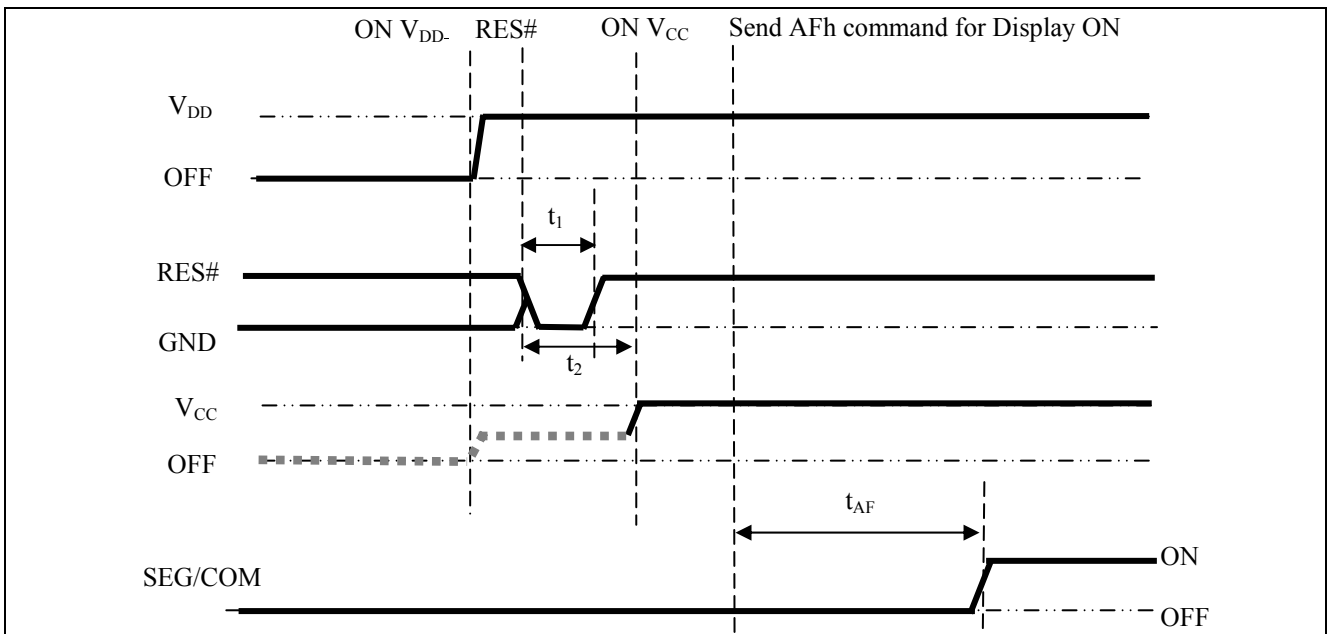 ON VDD- RES# ON VCC Send AFh command for Display ON
VDD
OFF
t1
RES#
GND
t2
VCC
OFF
tAF
SEG/COM
ON
OFF